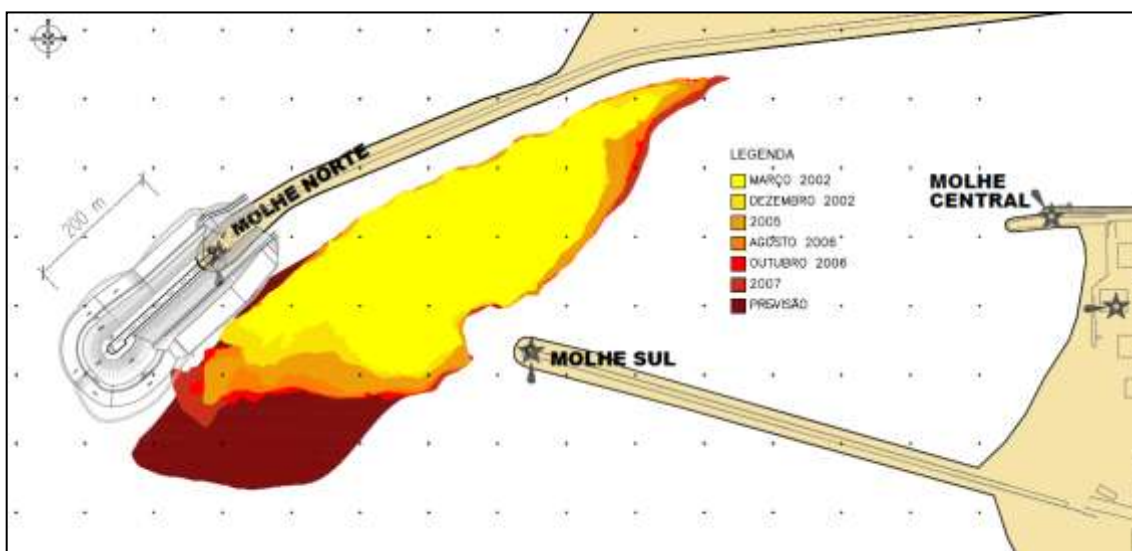 MOLHE NORTE
200 m
LEGENDA
MARÇO 2002
DEZEMBRO 2002
2005
AGOSTO 2006
OUTUBRO 2006
2007
PREVISÃO
MOLHE
CENTRAL
MOLHE SUL